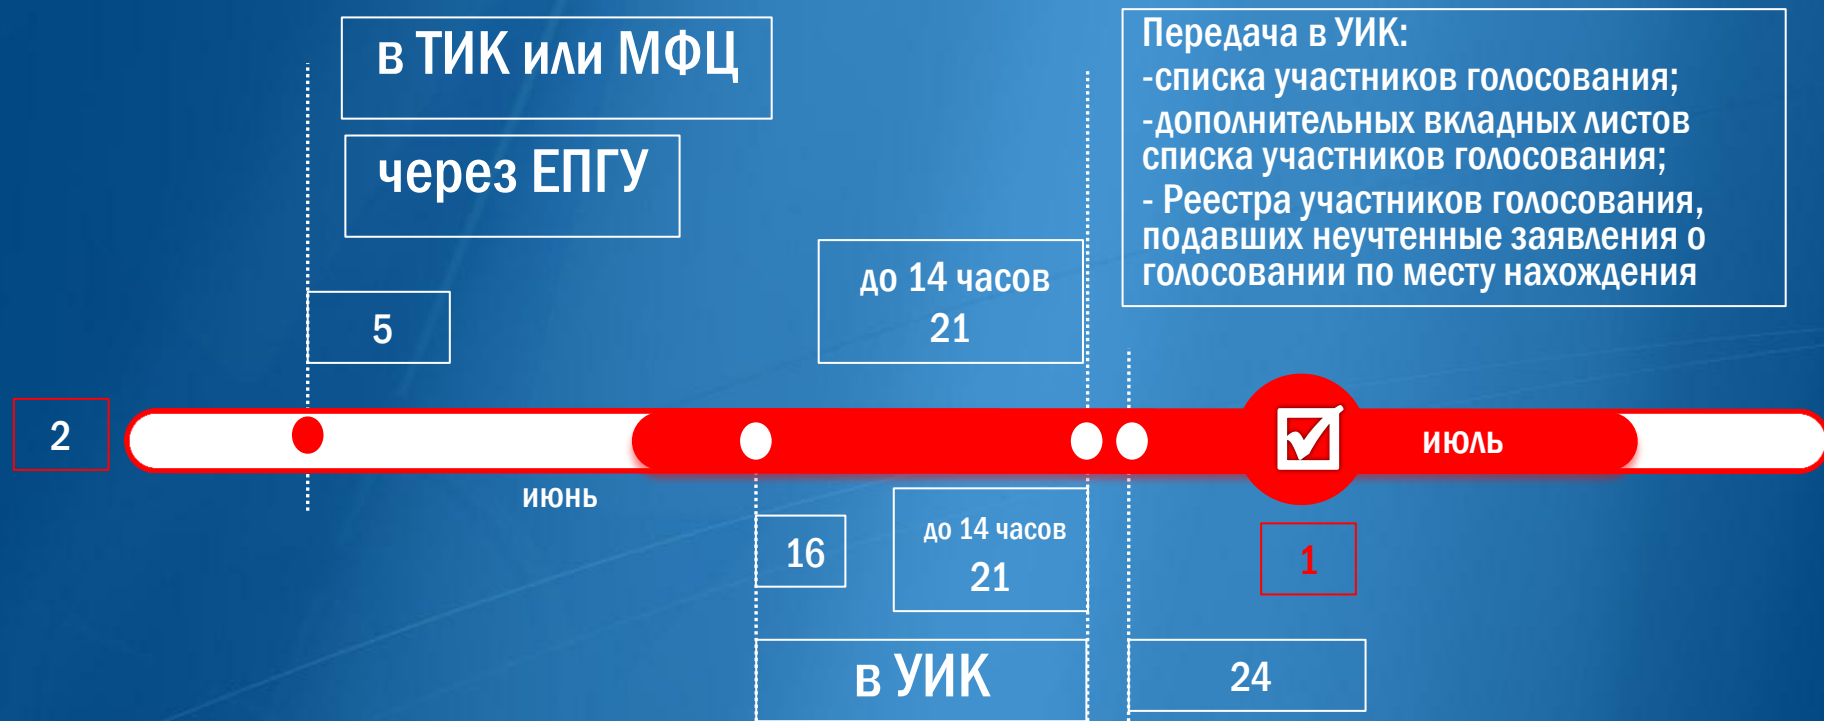 в ТИК или МФЦ
через ЕПГУ
Передача в УИК:
-списка участников голосования;
-дополнительных вкладных листов
списка участников голосования;
- Реестра участников голосования,
подавших неучтенные заявления о
голосовании по месту нахождения
5
до 14 часов
21
2
июль
июнь
16
до 14 часов
21
1
в УИК
24